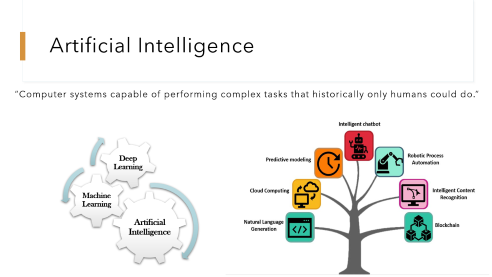 Artificial Intelligence
“Computer systems capable of performing complex tasks that historically only humans could do.”
Deep
Learning
Machine
Learning
Artificial
Intelligence
Intelligent chatbot
Predictive modeling
Robotic Process
Automation
Cloud Computing
Intelligent Content
Recognition
Natural Language
Generation
Blockchain